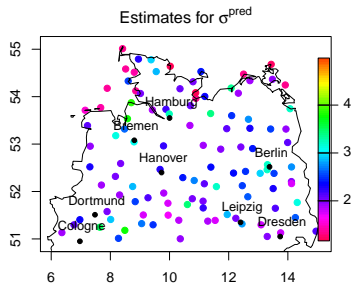 Estimates for σ^pred
55
54
53
52
51
6
8
10
12
14
4
3
2
1
Hamburg
Bremen
Hanover
Berlin
Dortmund
Cologne
Leipzig
Dresden